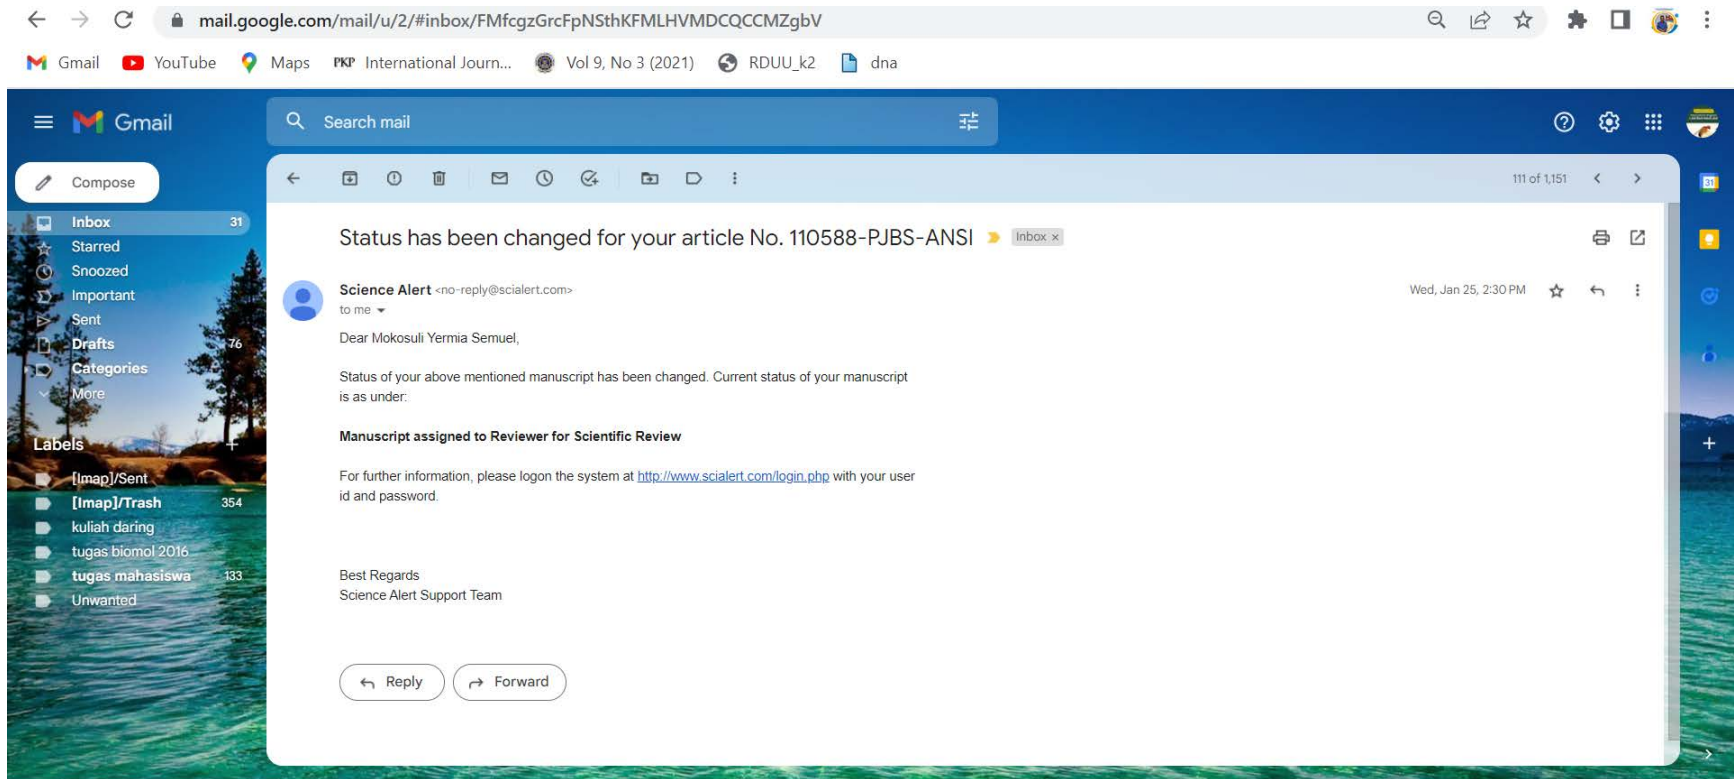 mail.google.com/mail/u/2/#inbox/FMfcgzGrcFpNSthKFMLHVMDCQCCMZgbV
Gmail YouTube Maps PKP International Journ... Vol 9, No 3 (2021) RDUU_k2 dna
Gmail
Search mail
Compose
111 of 1,151
31
Inbox 31
Starred
Snoozed
Important
Sent
Drafts 76
Categories
More
Labels
[Imap]/Sent
[Imap]/Trash 354
kuliah daring
tugas biomol 2016
tugas mahasiswa 133
Unwanted
Status has been changed for your article No. 110588-PJBS-ANSI Inbox ×
Science Alert <no-reply@scialert.com> Wed, Jan 25, 2:30 PM
to me
Dear Mokosuli Yermia Semuel,
Status of your above mentioned manuscript has been changed. Current status of your manuscript
is as under:
Manuscript assigned to Reviewer for Scientific Review
For further information, please logon the system at http://www.scialert.com/login.php with your user
id and password.
Best Regards
Science Alert Support Team
Reply Forward